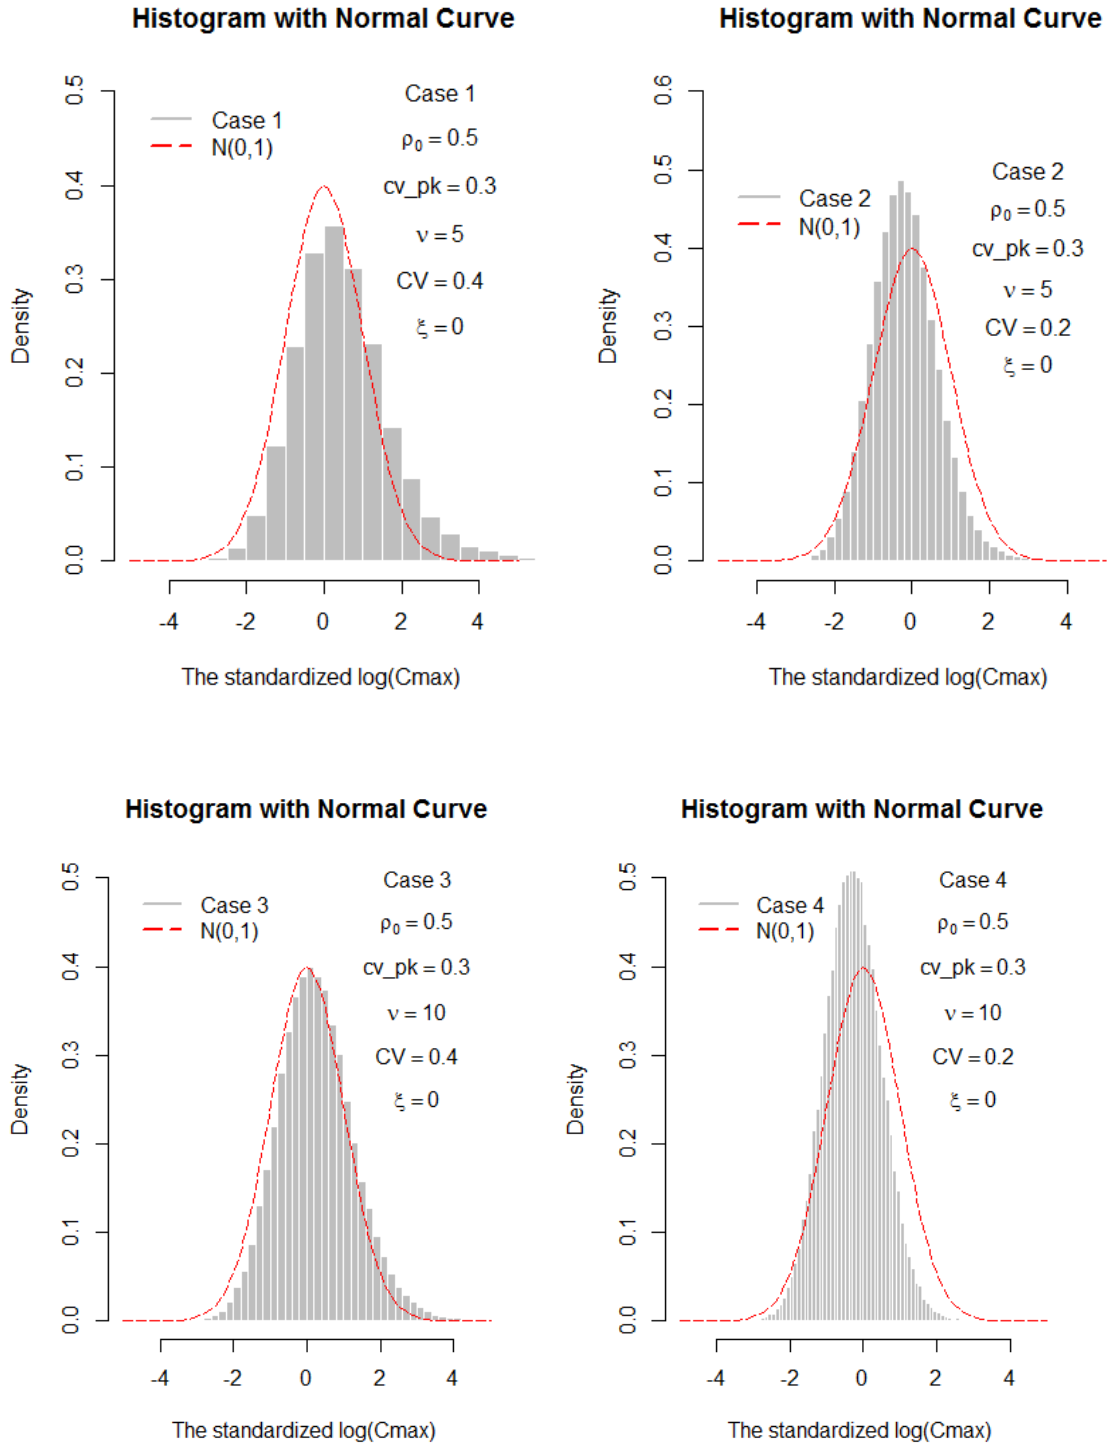 Histogram with Normal Curve
0.5
0.4
0.3
0.2
0.1
0.0
Density
Case 1
N(0,1)
Case 1
ρ0 = 0.5
cv_pk = 0.3
ν = 5
CV = 0.4
ξ = 0
-4 -2 0 2 4
The standardized log(Cmax)
Histogram with Normal Curve
0.6
0.5
0.4
0.3
0.2
0.1
0.0
Density
Case 2
N(0,1)
Case 2
ρ0 = 0.5
cv_pk = 0.3
ν = 5
CV = 0.2
ξ = 0
-4 -2 0 2 4
The standardized log(Cmax)
Histogram with Normal Curve
0.5
0.4
0.3
0.2
0.1
0.0
Density
Case 3
N(0,1)
Case 3
ρ0 = 0.5
cv_pk = 0.3
ν = 10
CV = 0.4
ξ = 0
-4 -2 0 2 4
The standardized log(Cmax)
Histogram with Normal Curve
0.5
0.4
0.3
0.2
0.1
0.0
Density
Case 4
N(0,1)
Case 4
ρ0 = 0.5
cv_pk = 0.3
ν = 10
CV = 0.2
ξ = 0
-4 -2 0 2 4
The standardized log(Cmax)